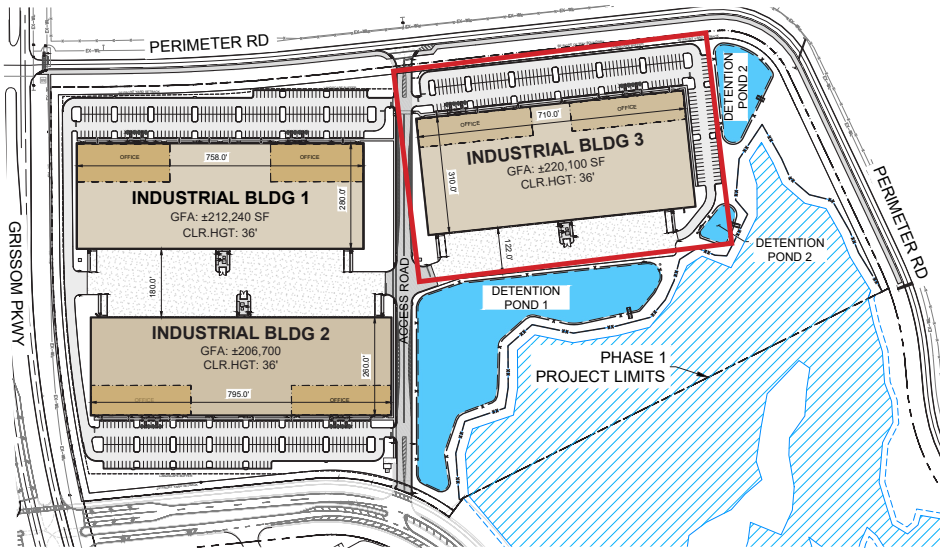 PERIMETER RD
DETENTION
POND 2
OFFICE
OFFICE
710.0'
INDUSTRIAL BLDG 3
GFA: ±220,100 SF
CLR.HGT: 36'
310.0'
122.0'
OFFICE
OFFICE
758.0'
INDUSTRIAL BLDG 1
GFA: ±212,240 SF
CLR.HGT: 36'
280.0'
PERIMETER RD
GRISSOM PKWY
180.0'
ACCESS ROAD
DETENTION
POND 2
DETENTION
POND 1
INDUSTRIAL BLDG 2
GFA: ±206,700
CLR.HGT: 36'
260.0'
795.0'
OFFICE
OFFICE
PHASE 1
PROJECT LIMITS